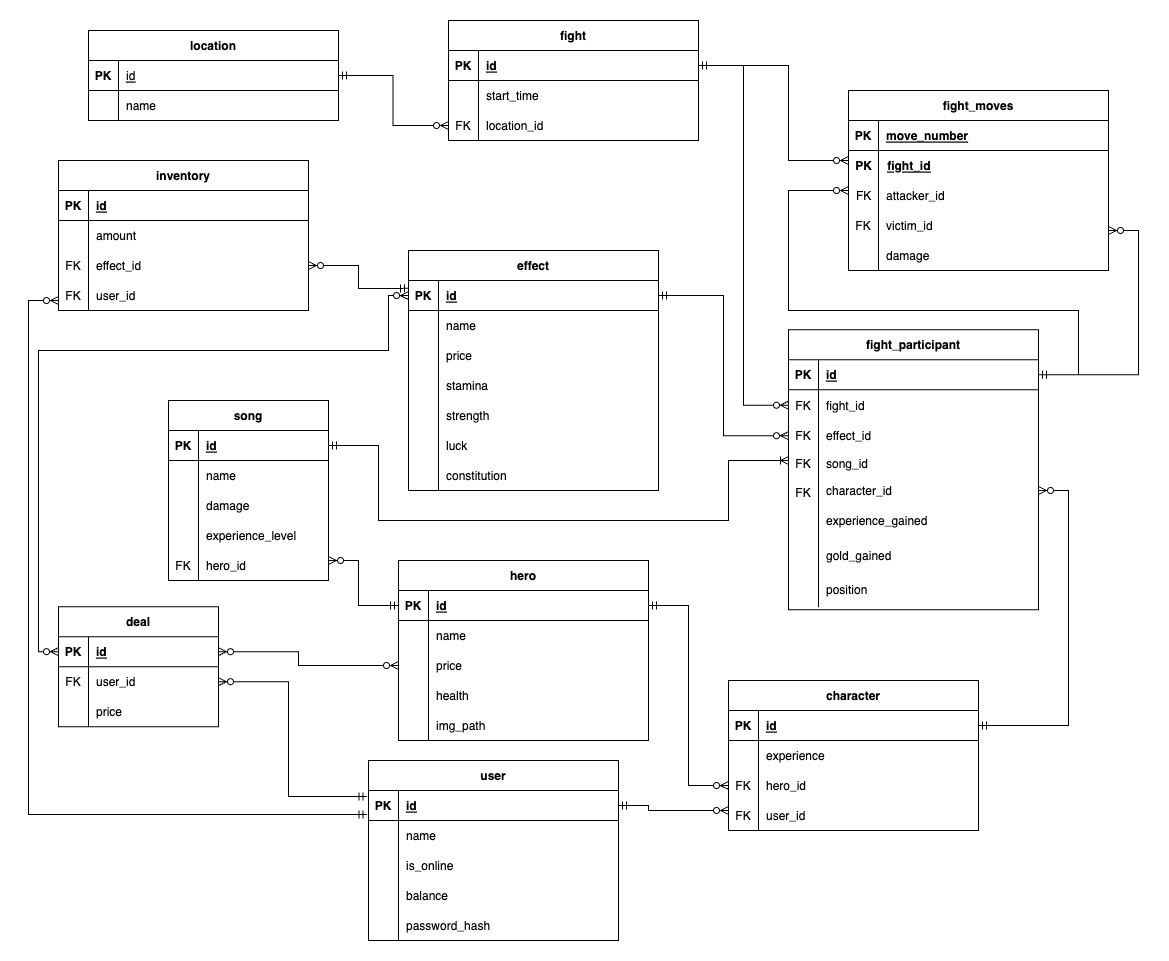 location
PK id
name
fight
PK id
start_time
FK location_id
fight_moves
PK move_number
PK fight_id
FK attacker_id
FK victim_id
damage
inventory
PK id
amount
FK effect_id
FK user_id
effect
PK id
name
price
stamina
strength
luck
constitution
fight_participant
PK id
FK fight_id
FK effect_id
FK song_id
FK character_id
experience_gained
gold_gained
position
song
PK id
name
damage
experience_level
FK hero_id
hero
PK id
name
price
health
img_path
deal
PK id
FK user_id
price
character
PK id
experience
FK hero_id
FK user_id
user
PK id
name
is_online
balance
password_hash